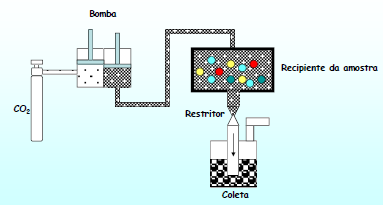 Bomba
Recipiente da amostra
CO2
Restritor
Coleta